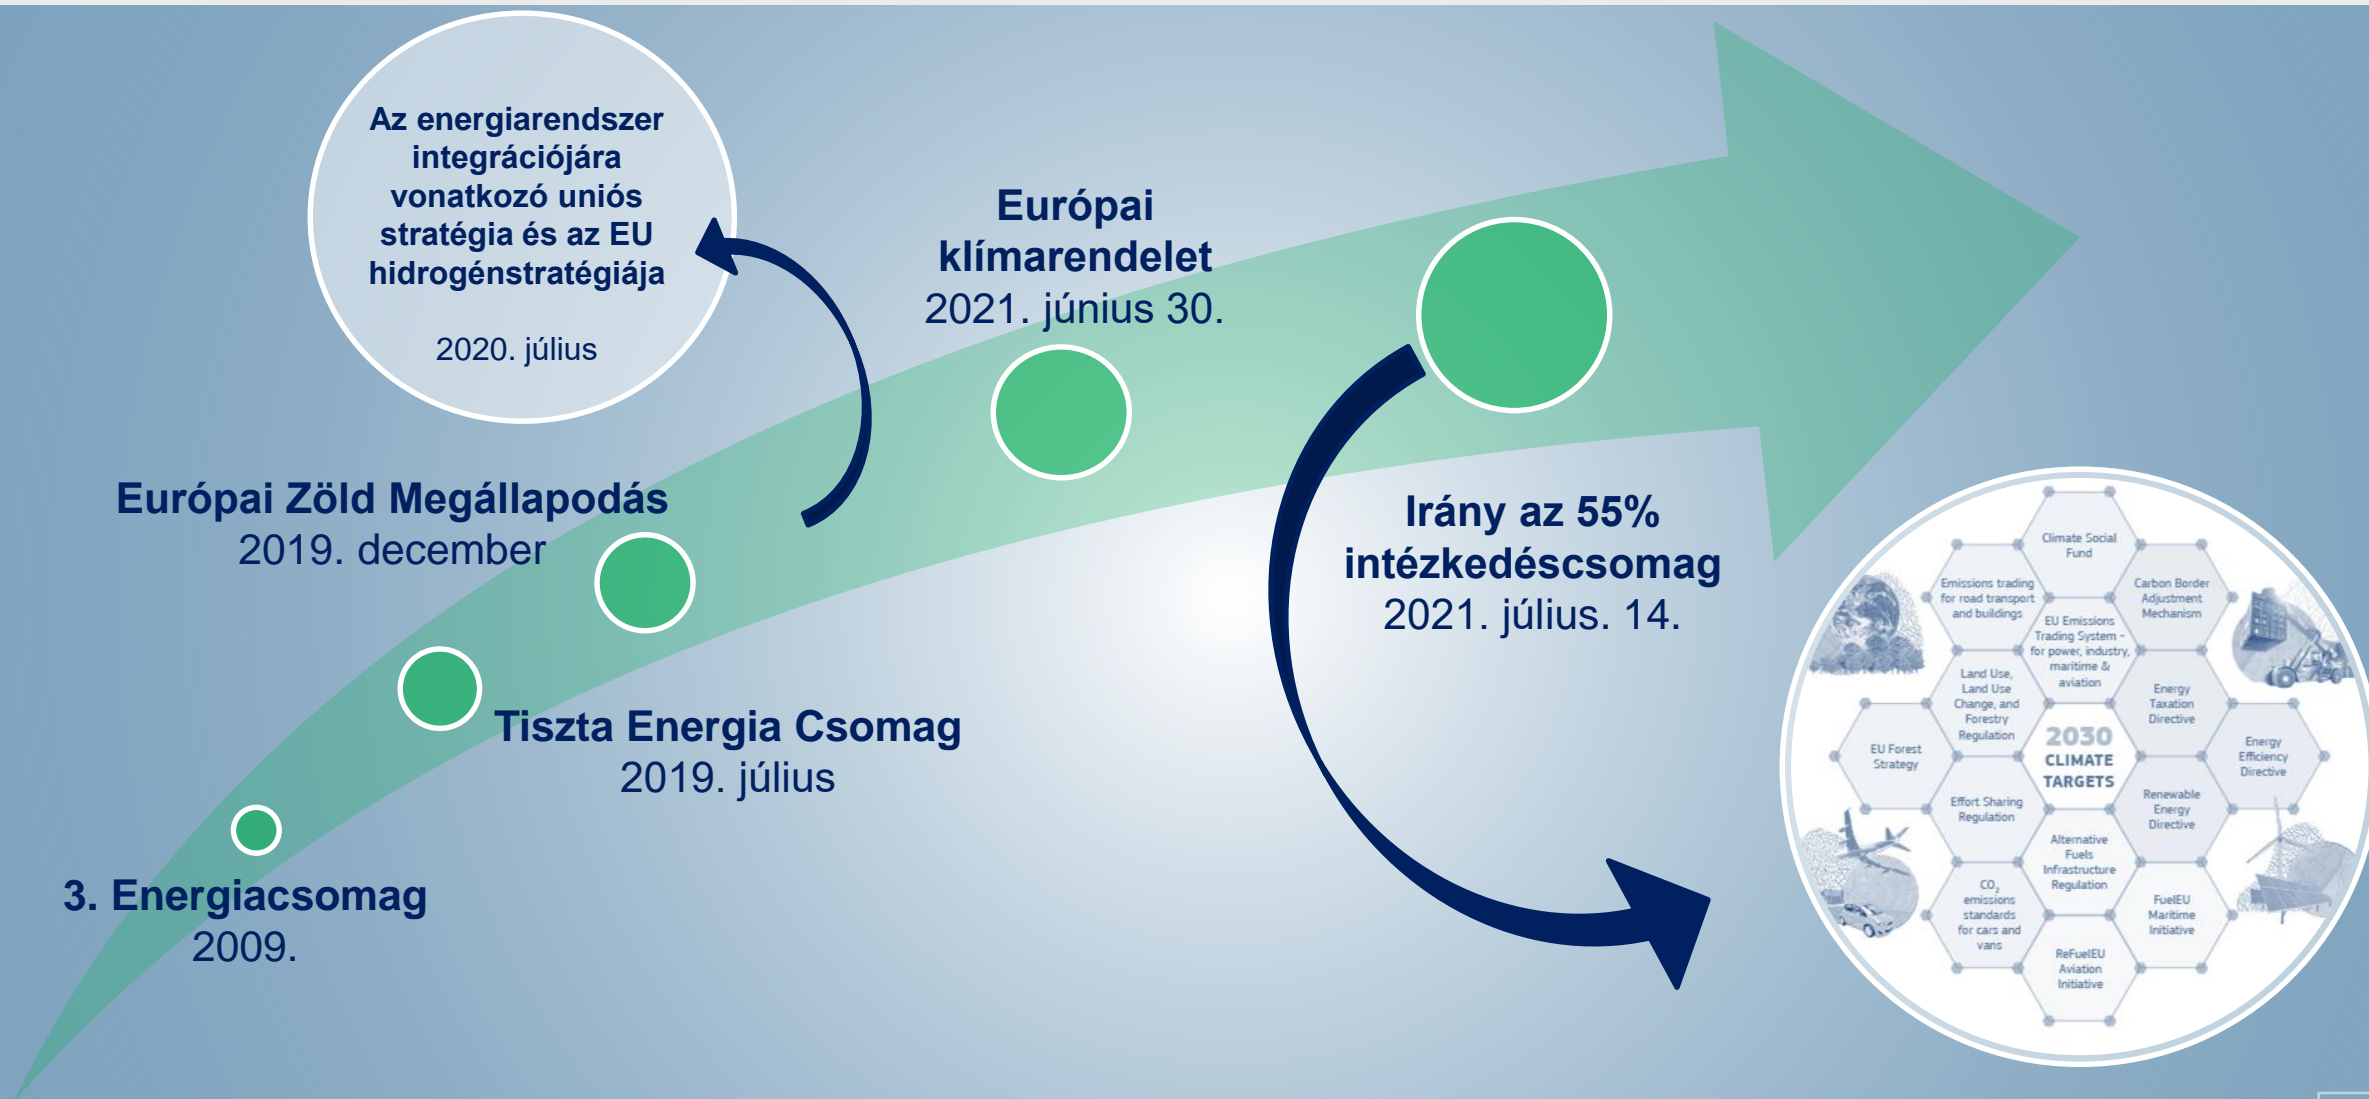 Az energiarendszer
integrációjára
vonatkozó uniós
stratégia és az EU
hidrogénstratégiája
2020. július
Európai
klímarendelet
2021. június 30.
Európai Zöld Megállapodás
2019. december
Irány az 55%
intézkedéscsomag
2021. július. 14.
Tiszta Energia Csomag
2019. július
3. Energiacsomag
2009.
Climate Social
Fund
Emissions trading
for road transport
and buildings
Carbon Border
Adjustment
Mechanism
EU Emissions
Trading System -
for power, industry,
maritime &
aviation
Land Use,
Land Use
Change, and
Forestry
Regulation
Energy
Taxation
Directive
2030
CLIMATE
TARGETS
EU Forest
Strategy
Energy
Efficiency
Directive
Effort Sharing
Regulation
Renewable
Energy
Directive
Alternative
Fuels
Infrastructure
Regulation
CO₂
emissions
standards
for cars and
vans
FuelEU
Maritime
Initiative
ReFuelEU
Aviation
Initiative